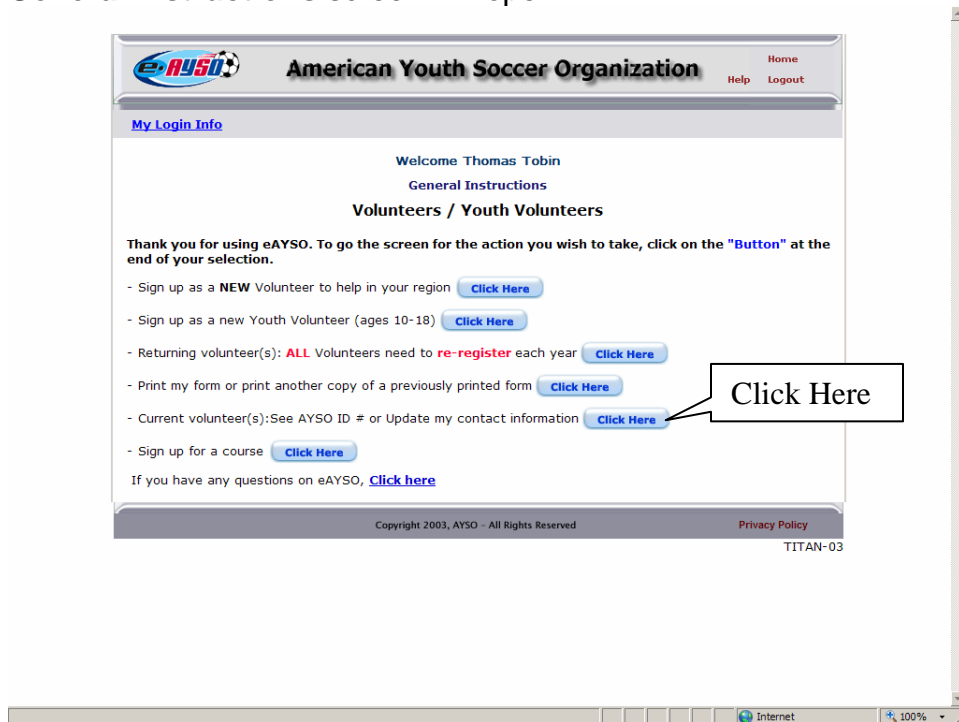 e-AYSO
American Youth Soccer Organization
Home
Help Logout
My Login Info
Welcome Thomas Tobin
General Instructions
Volunteers / Youth Volunteers
Thank you for using eAYSO. To go the screen for the action you wish to take, click on the "Button" at the
end of your selection.
- Sign up as a NEW Volunteer to help in your region Click Here
- Sign up as a new Youth Volunteer (ages 10-18) Click Here
- Returning volunteer(s): ALL Volunteers need to re-register each year Click Here
- Print my form or print another copy of a previously printed form Click Here
Click Here
- Current volunteer(s):See AYSO ID # or Update my contact information Click Here
- Sign up for a course Click Here
If you have any questions on eAYSO, Click here
Copyright 2003, AYSO - All Rights Reserved Privacy Policy
TITAN-03
Internet 100%